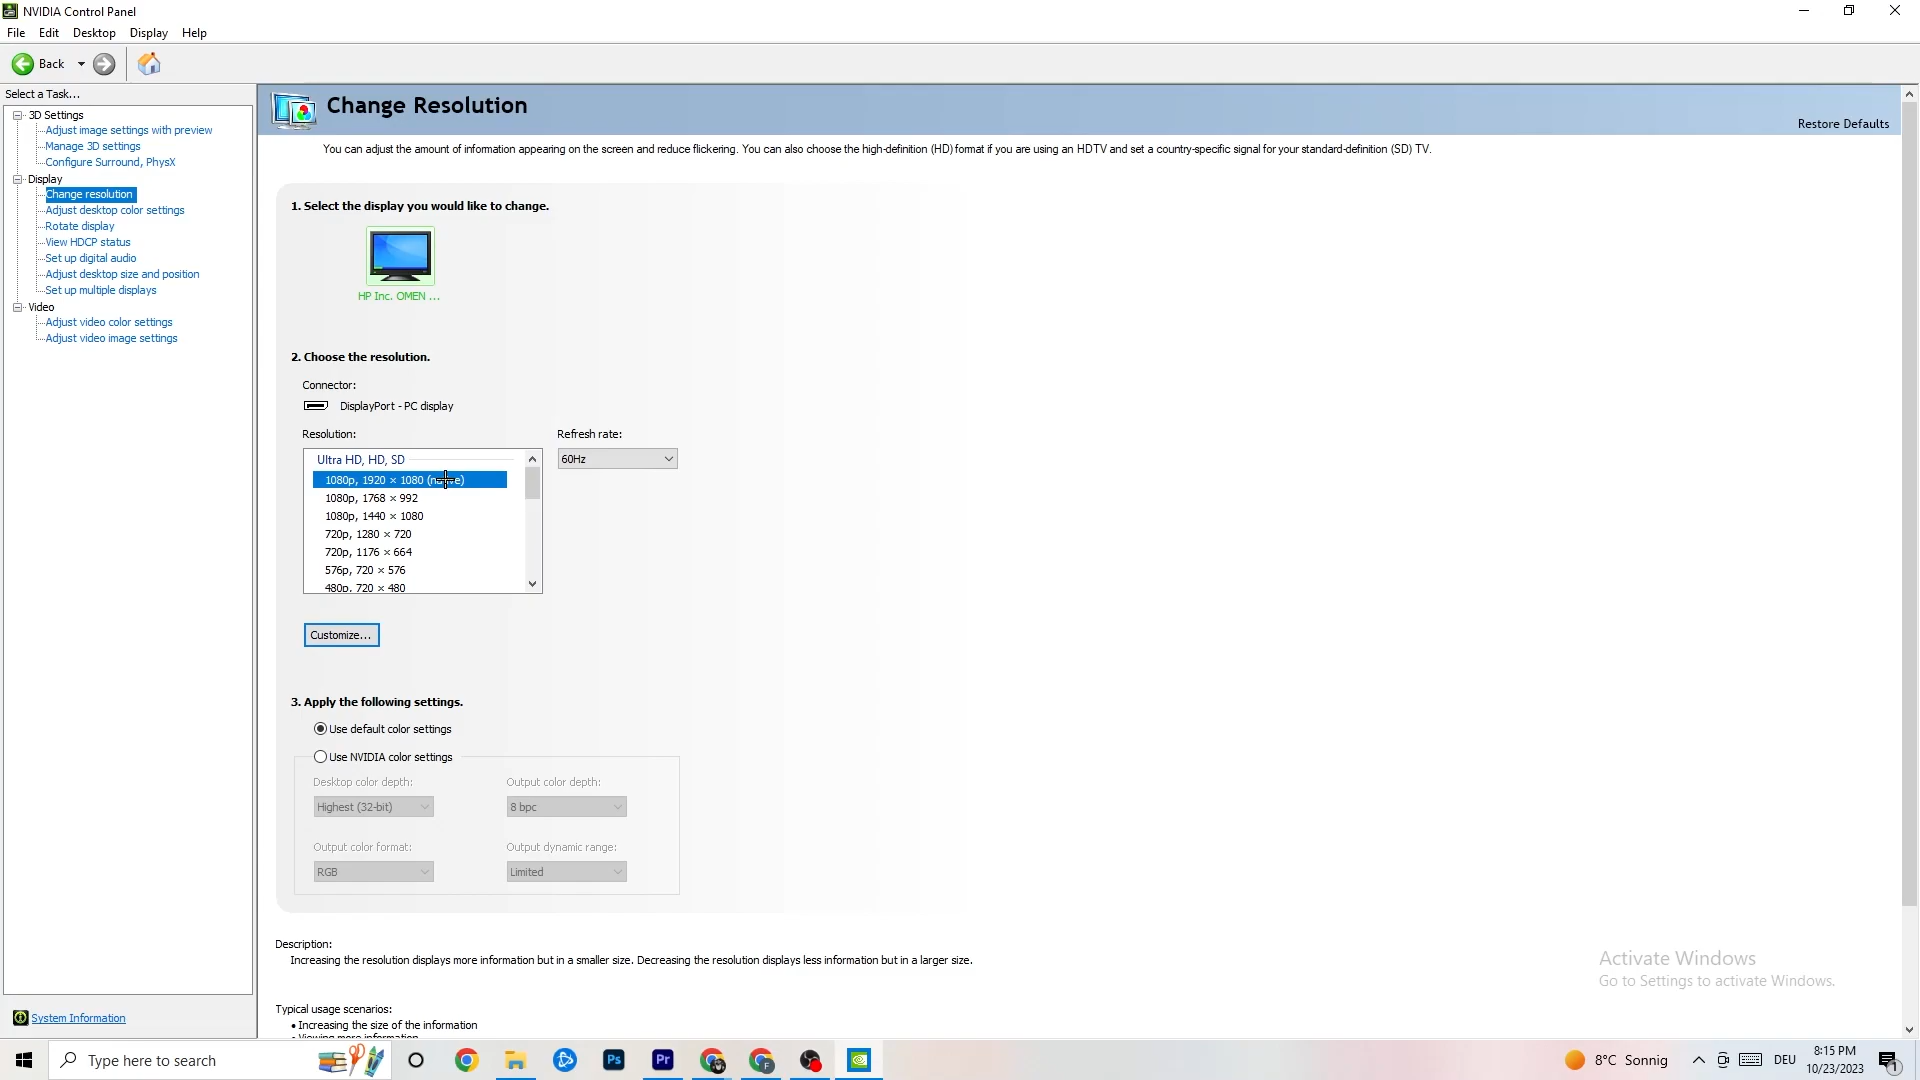 NVIDIA Control Panel
File Edit Desktop Display Help
Back
Select a Task...
3D Settings
Adjust image settings with preview
Manage 3D settings
Configure Surround, PhysX
Display
Change resolution
Adjust desktop color settings
Rotate display
View HDCP status
Set up digital audio
Adjust desktop size and position
Set up multiple displays
Video
Adjust video color settings
Adjust video image settings
System Information
Change Resolution
Restore Defaults
You can adjust the amount of information appearing on the screen and reduce flickering. You can also choose the high-definition (HD) format if you are using an HDTV and set a country-specific signal for your standard-definition (SD) TV.
1. Select the display you would like to change.
HP Inc. OMEN ...
2. Choose the resolution.
Connector:
DisplayPort - PC display
Resolution:
Refresh rate:
Ultra HD, HD, SD
60Hz
1080p, 1920 × 1080
1080p, 1768 × 992
1080p, 1440 × 1080
720p, 1280 × 720
720p, 1176 × 664
576p, 720 × 576
480p, 720 × 480
Customize...
3. Apply the following settings.
Use default color settings
Use NVIDIA color settings
Desktop color depth:
Output color depth:
Highest (32-bit)
8 bpc
Output color format:
Output dynamic range:
RGB
Limited
Description:
Increasing the resolution displays more information but in a smaller size. Decreasing the resolution displays less information but in a larger size.
Typical usage scenarios:
• Increasing the size of the information
Activate Windows
Go to Settings to activate Windows.
Type here to search
Ps
Pr
F
8°C Sonnig
DEU
8:15 PM
10/23/2023
1